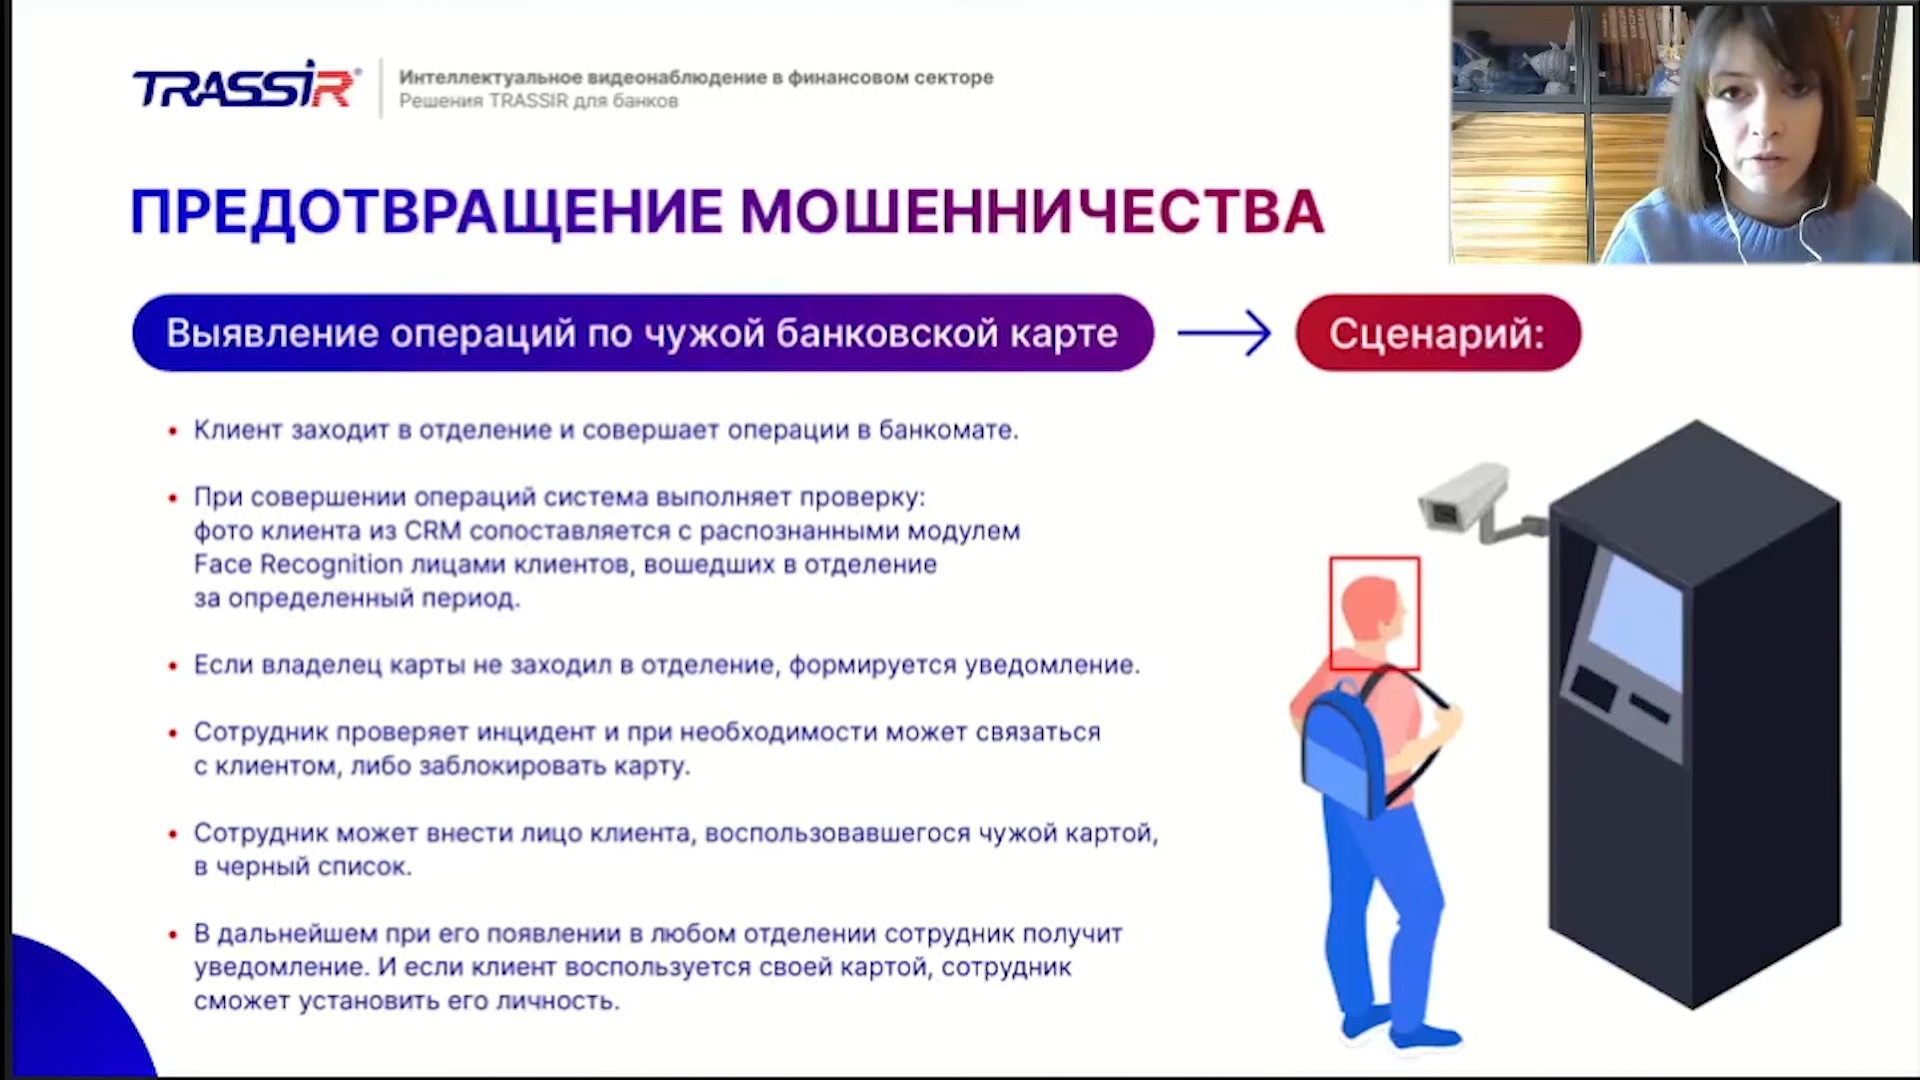 TRASSIR®
Интеллектуальное видеонаблюдение в финансовом секторе
Решения TRASSIR для банков
ПРЕДОТВРАЩЕНИЕ МОШЕННИЧЕСТВА
Выявление операций по чужой банковской карте
Сценарий:
• Клиент заходит в отделение и совершает операции в банкомате.
• При совершении операций система выполняет проверку:
фото клиента из CRM сопоставляется с распознанными модулем
Face Recognition лицами клиентов, вошедших в отделение
за определенный период.
• Если владелец карты не заходил в отделение, формируется уведомление.
• Сотрудник проверяет инцидент и при необходимости может связаться
с клиентом, либо заблокировать карту.
• Сотрудник может внести лицо клиента, воспользовавшегося чужой картой,
в черный список.
• В дальнейшем при его появлении в любом отделении сотрудник получит
уведомление. И если клиент воспользуется своей картой, сотрудник
сможет установить его личность.